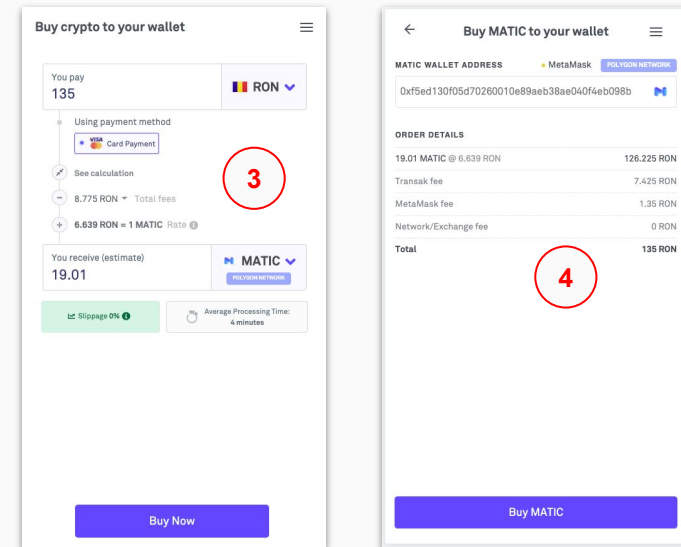 Buy crypto to your wallet
You pay
135
RON
Using payment method
VISA
Card Payment
See calculation
8.775 RON Total fees
6.639 RON = 1 MATIC Rate
3
You receive (estimate)
19.01
MATIC
POLYGON NETWORK
Slippage 0%
Average Processing Time:
4 minutes
Buy Now
Buy MATIC to your wallet
MATIC WALLET ADDRESS
MetaMask
POLYGON NETWORK
0xf5ed130f05d70260010e89aeb38ae040f4eb098b
ORDER DETAILS
19.01 MATIC @ 6.639 RON 126.225 RON
Transak fee 7.425 RON
MetaMask fee 1.35 RON
Network/Exchange fee 0 RON
Total 135 RON
4
Buy MATIC